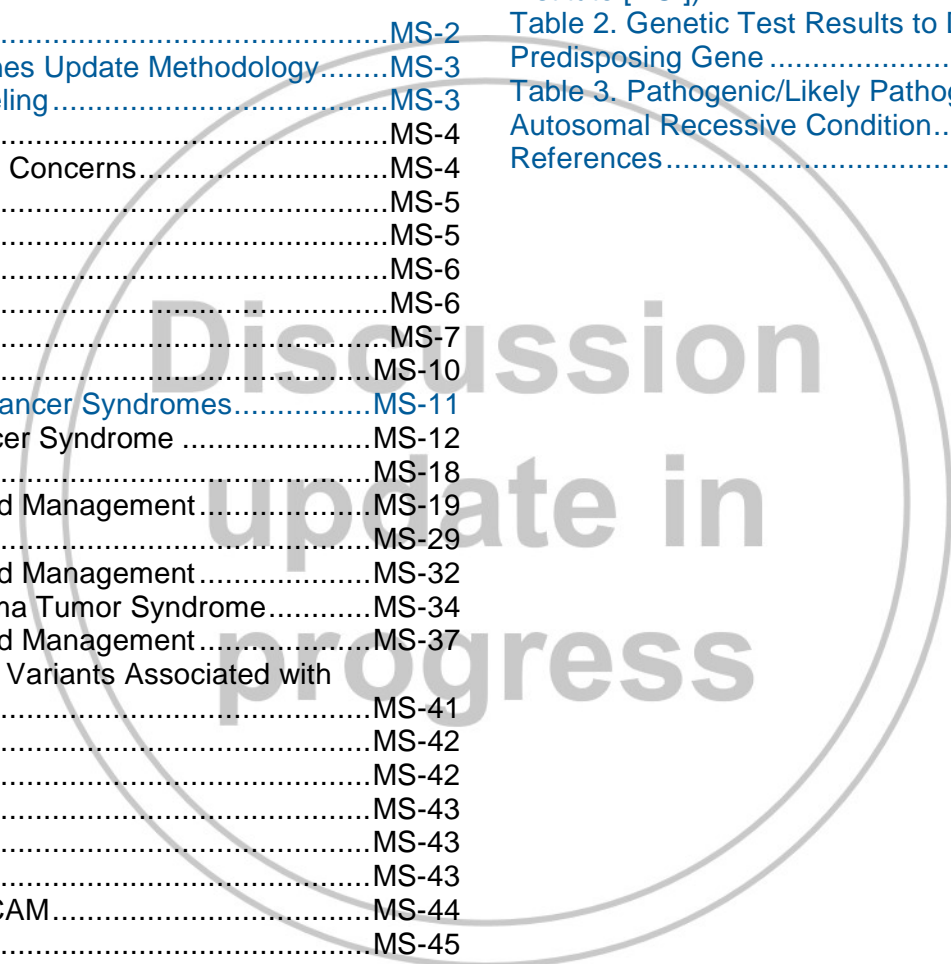 ......MS-2
nes Update Methodology........MS-3
eling......MS-3
......MS-4
Concerns......MS-4
......MS-5
......MS-5
......MS-6
......MS-6
......MS-7
......MS-10
ancer Syndromes......MS-11
cer Syndrome ......MS-12
......MS-18
d Management......MS-19
......MS-29
d Management......MS-32
ma Tumor Syndrome......MS-34
d Management......MS-37
Variants Associated with
......MS-41
......MS-42
......MS-42
......MS-43
......MS-43
......MS-43
CAM......MS-44
......MS-45
Table 2. Genetic Test Results to
Predisposing Gene ......
Table 3. Pathogenic/Likely Pathog
Autosomal Recessive Condition......
References......
Discussion
update in
progress